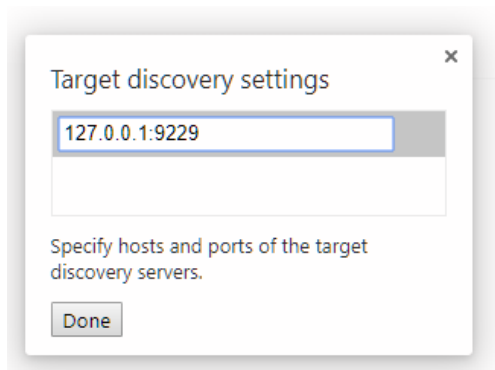 Target discovery settings
127.0.0.1:9229
Specify hosts and ports of the target
discovery servers.
Done